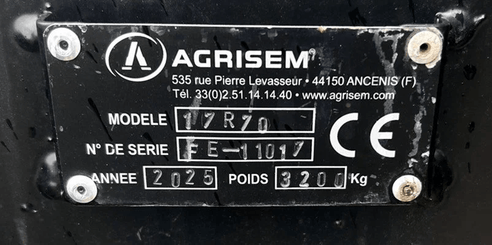 AGRISEM
535 rue Pierre Levasseur • 44150 ANCENIS (F)
Tél. 33(0)2.51.14.14.40 • www.agrisem.com
MODELE 17R70
N° DE SERIE FE-11017
CE
ANNEE 2025 POIDS 3200 Kg